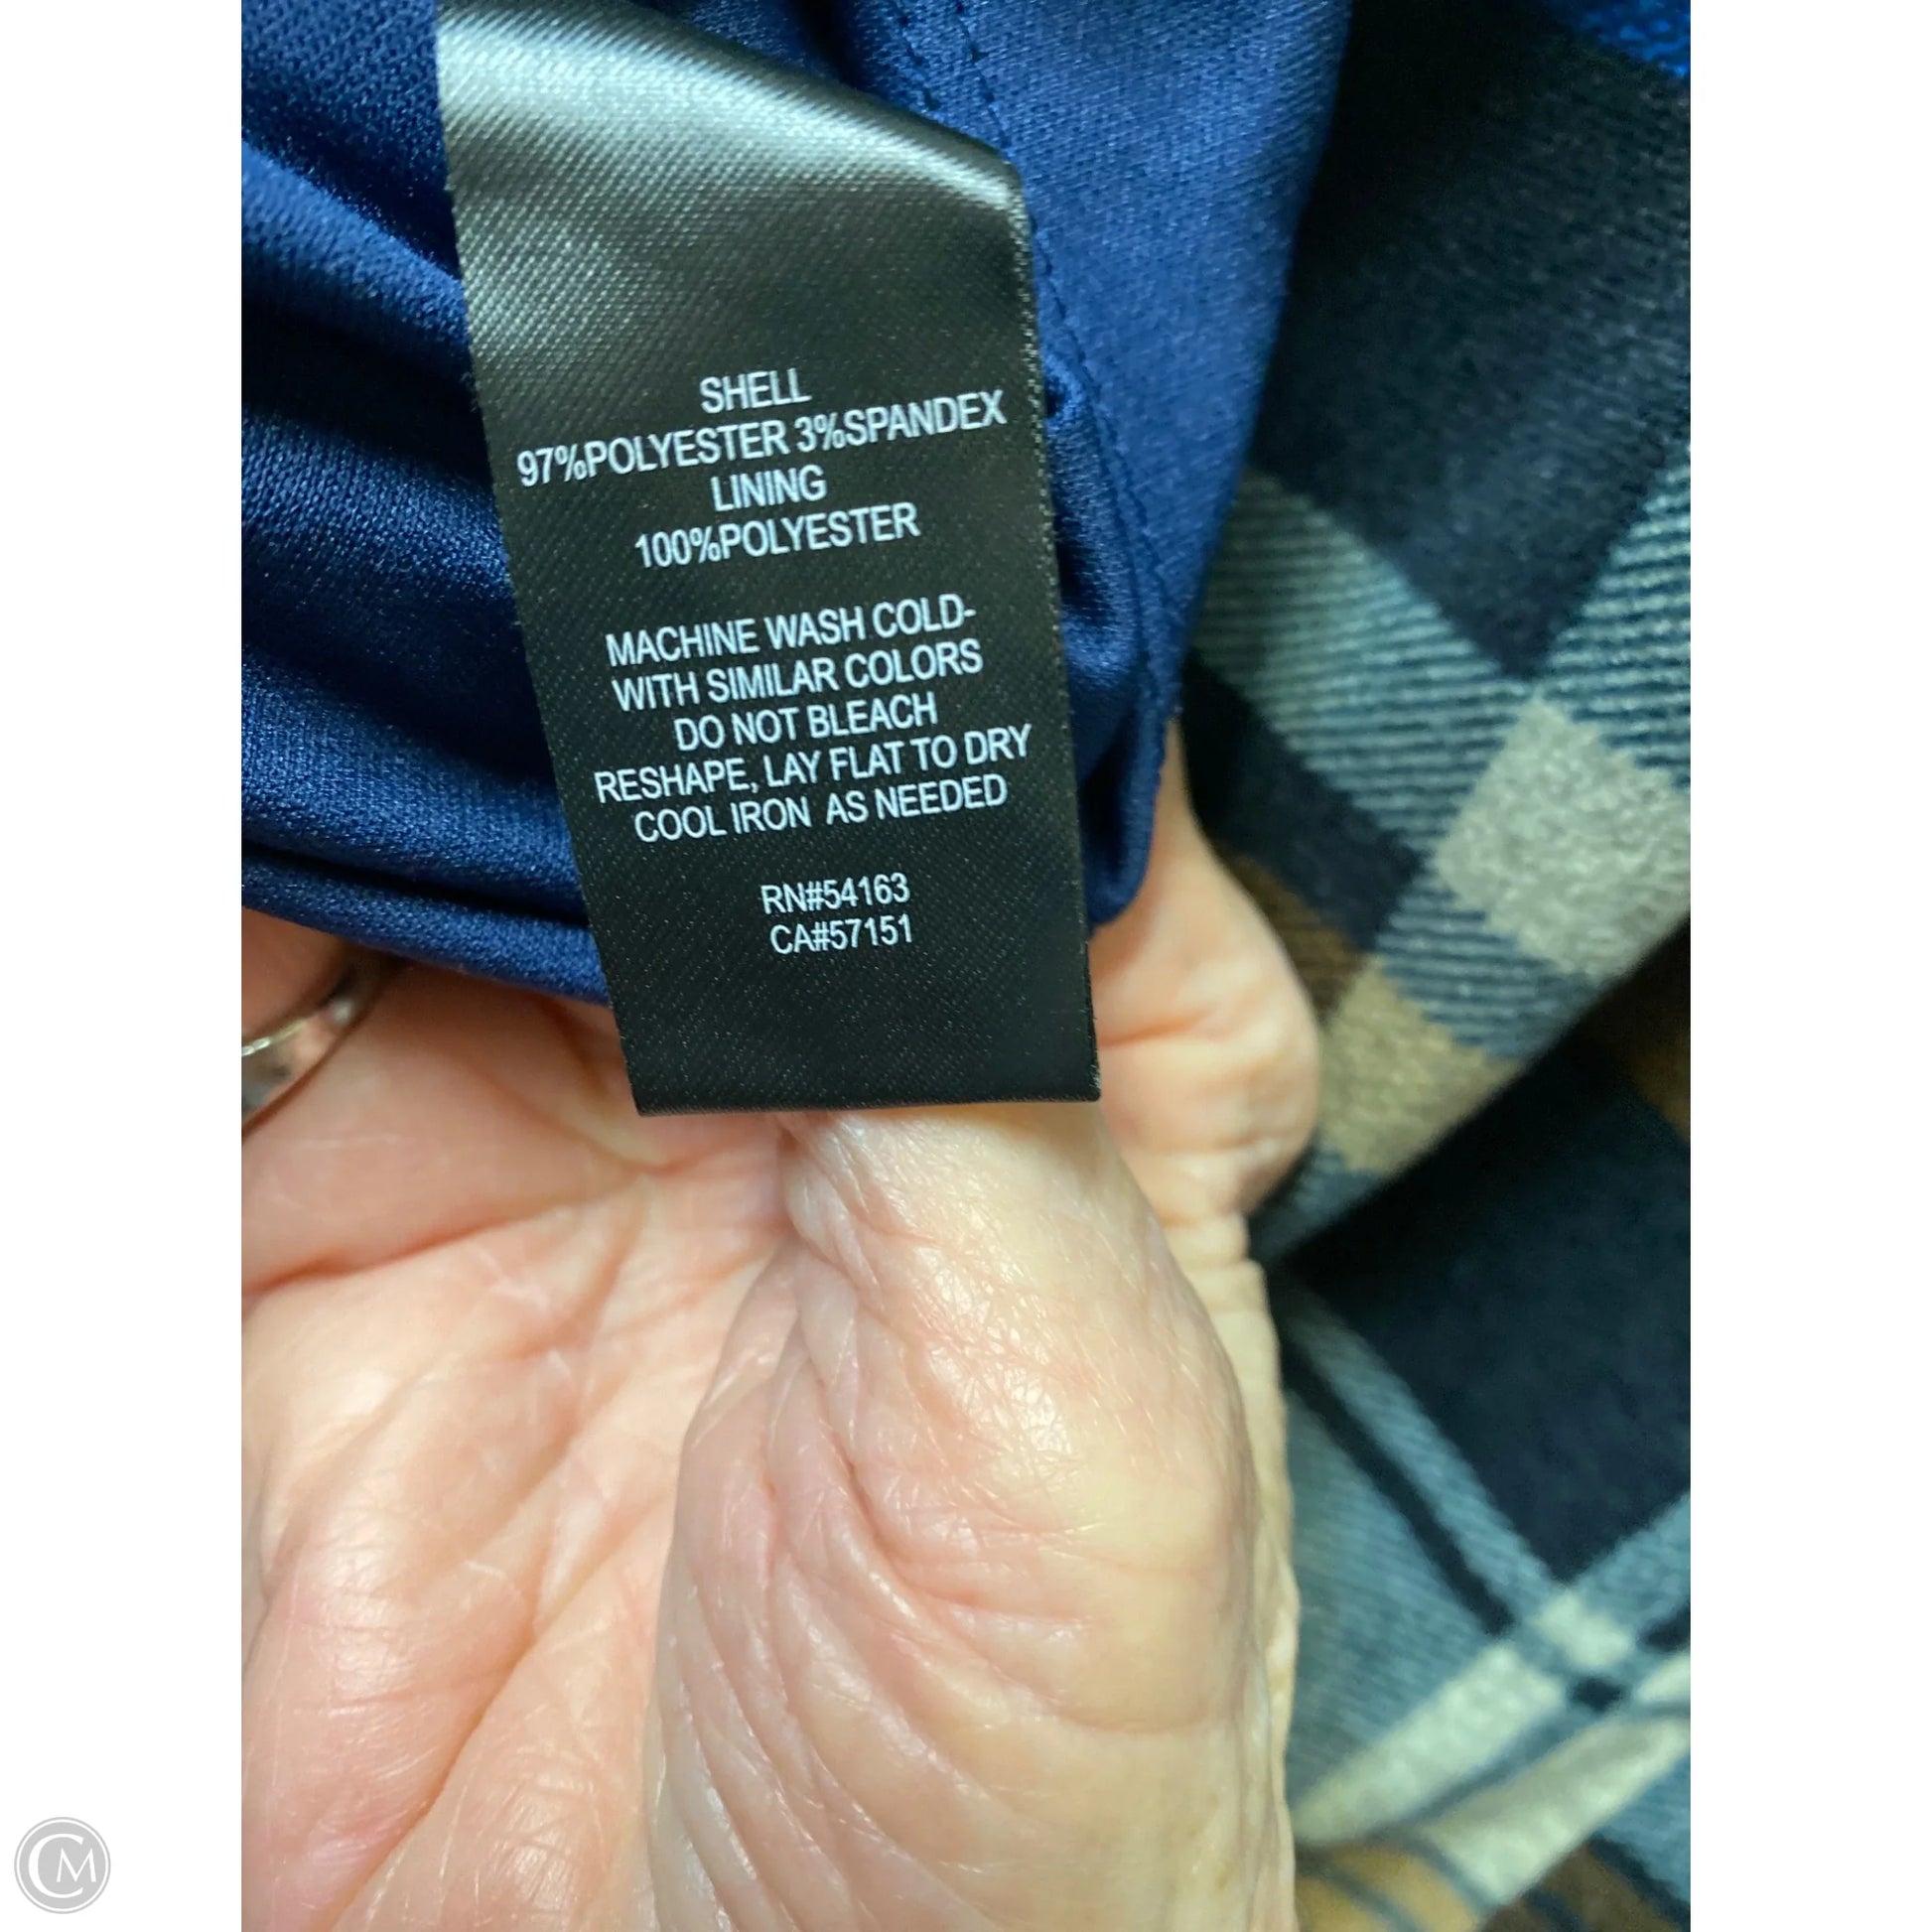 SHELL
97%POLYESTER 3%SPANDEX
LINING
100%POLYESTER
MACHINE WASH COLD-
WITH SIMILAR COLORS
DO NOT BLEACH
RESHAPE, LAY FLAT TO DRY
COOL IRON AS NEEDED
RN#54163
CA#57151
CM